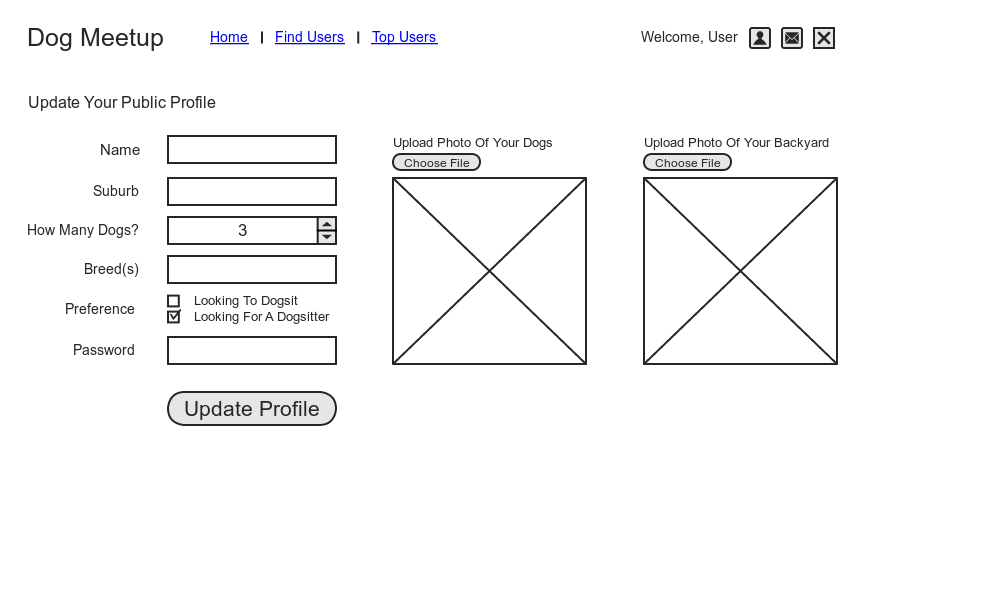 Dog Meetup
Home | Find Users | Top Users
Welcome, User
Update Your Public Profile
Name
Suburb
How Many Dogs? 3
Breed(s)
Preference
Looking To Dogsit
Looking For A Dogsitter
Password
Update Profile
Upload Photo Of Your Dogs
Choose File
Upload Photo Of Your Backyard
Choose File